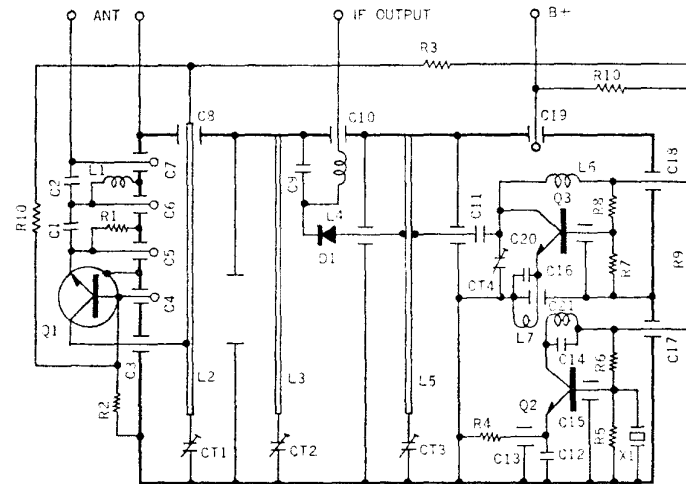 ANT
IF OUTPUT
B+
R3
R10
C8
C10
C19
C7
C18
L1
C2
C9
L6
Q3
C6
R10
L4
C11
R8
R1
C1
C5
C20
R9
D1
R7
C16
CT4
C4
Q1
C21
L7
C17
C3
C14
R6
L2
L3
L5
R2
Q2
C15
R4
R5
CT1
CT2
CT3
C13
C12
X1